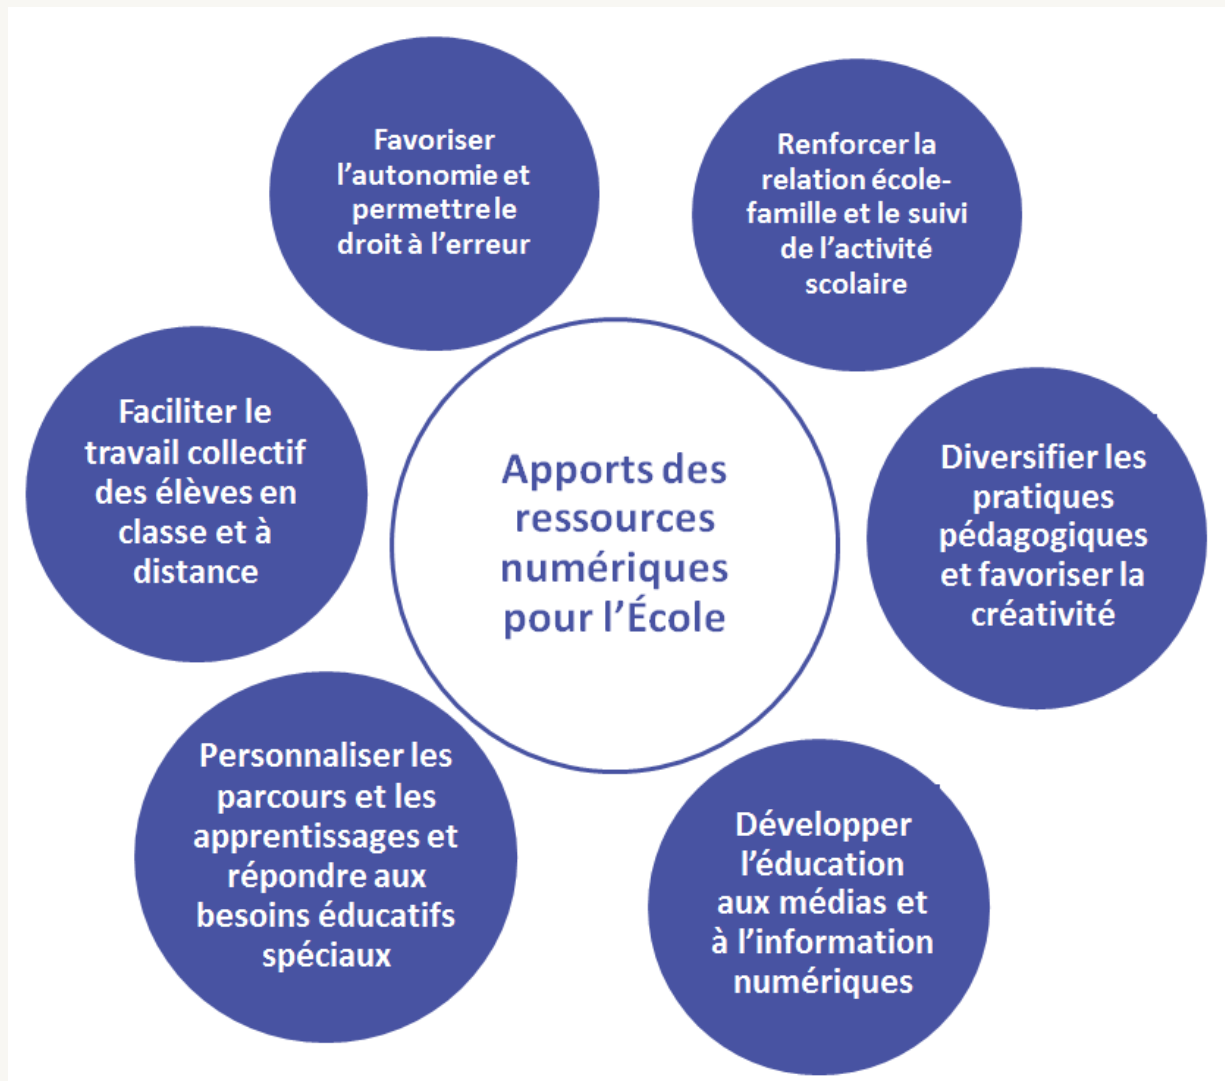 Favoriser
l’autonomie et
permettre le
droit à l’erreur
Renforcer la
relation école-
famille et le suivi
de l’activité
scolaire
Faciliter le
travail collectif
des élèves en
classe et à
distance
Apports des
ressources
numériques
pour l’École
Diversifier les
pratiques
pédagogiques
et favoriser la
créativité
Personnaliser les
parcours et les
apprentissages et
répondre aux
besoins éducatifs
spéciaux
Développer
l’éducation
aux médias et
à l’information
numériques